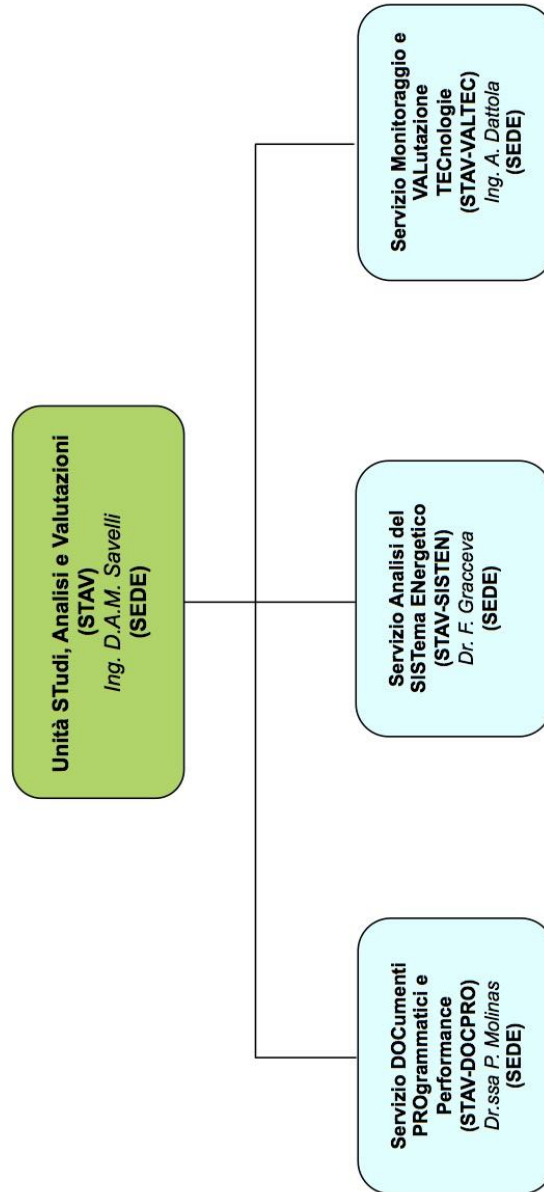 Unità STudi, Analisi e Valutazioni
(STAV)
Ing. D.A.M. Savelli
(SEDE)
Servizio DOCumenti
PROgrammatici e
Performance
(STAV-DOCPRO)
Dr.ssa P. Molinas
(SEDE)
Servizio Analisi del
SISTema ENergetico
(STAV-SISTEN)
Dr. F. Gracceva
(SEDE)
Servizio Monitoraggio e
VALutazione
TECnologie
(STAV-VALTEC)
Ing. A. Dattola
(SEDE)